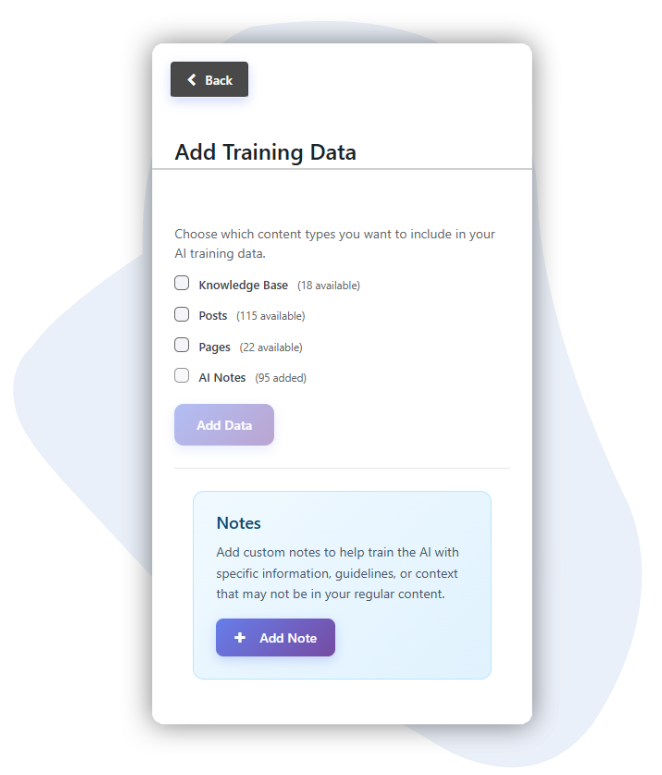 Back
Add Training Data
Choose which content types you want to include in your
AI training data.
Knowledge Base (18 available)
Posts (115 available)
Pages (22 available)
AI Notes (95 added)
Add Data
Notes
Add custom notes to help train the AI with
specific information, guidelines, or context
that may not be in your regular content.
Add Note